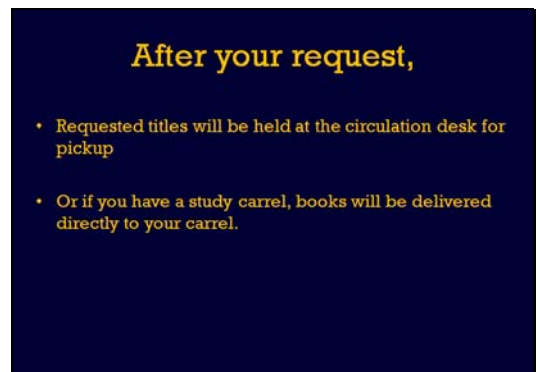 After your request,
• Requested titles will be held at the circulation desk for
pickup
• Or if you have a study carrel, books will be delivered
directly to your carrel.